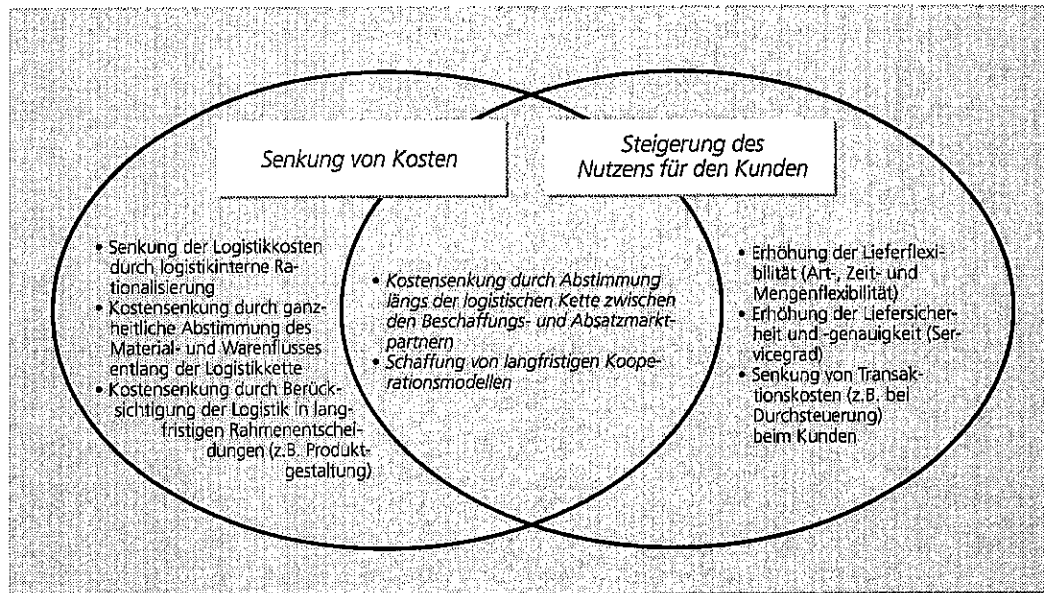 Senkung von Kosten
Steigerung des
Nutzens für den Kunden
• Senkung der Logistikkosten
durch logistikinterne Ra-
tionalisierung
• Kostensenkung durch ganz-
heitliche Abstimmung des
Material- und Warenflusses
entlang der Logistikkette
• Kostensenkung durch Berück-
sichtigung der Logistik in lang-
fristigen Rahmenentschei-
dungen (z.B. Produkt-
gestaltung)
• Kostensenkung durch Abstimmung
längs der logistischen Kette zwischen
den Beschaffungs- und Absatzmarkt-
partnern
• Schaffung von langfristigen Koope-
rationsmodellen
• Erhöhung der Lieferflexi-
bilität (Art-, Zeit- und
Mengenflexibilität)
• Erhöhung der Liefersicher-
heit und -genauigkeit (Ser-
vicegrad)
• Senkung von Transak-
tionskosten (z.B. bei
Durchsteuerung)
beim Kunden